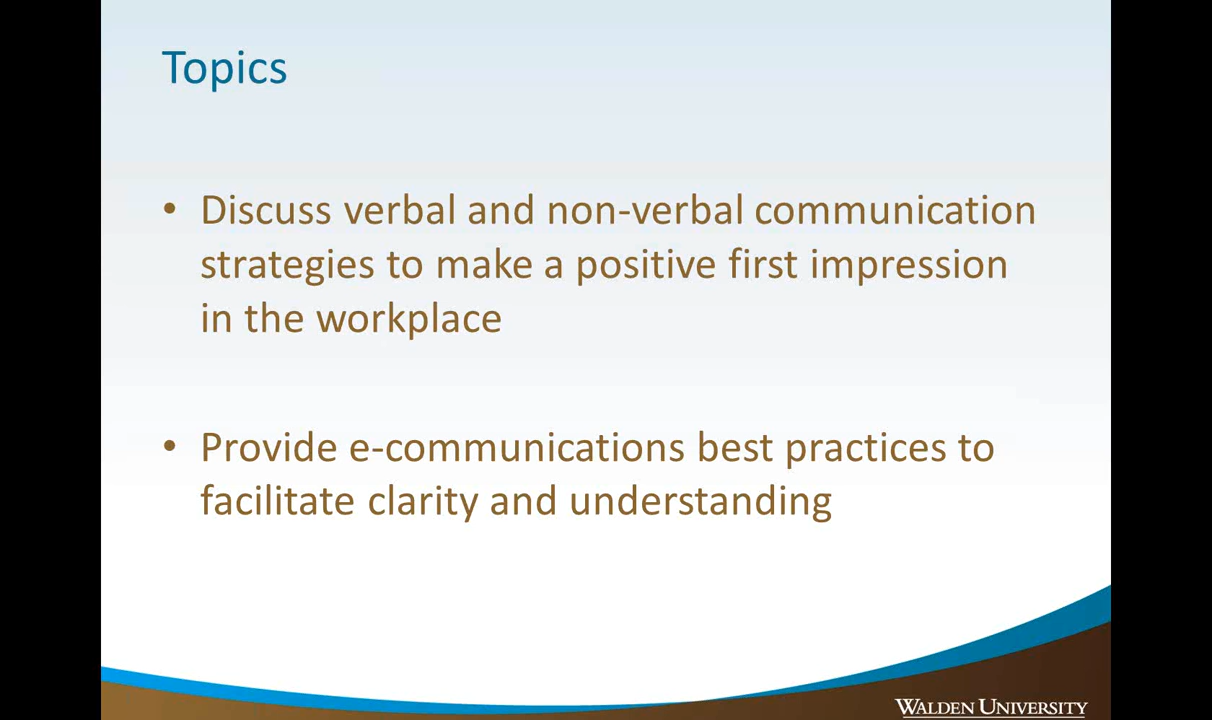 Topics
• Discuss verbal and non-verbal communication
strategies to make a positive first impression
in the workplace
• Provide e-communications best practices to
facilitate clarity and understanding
WALDEN UNIVERSITY